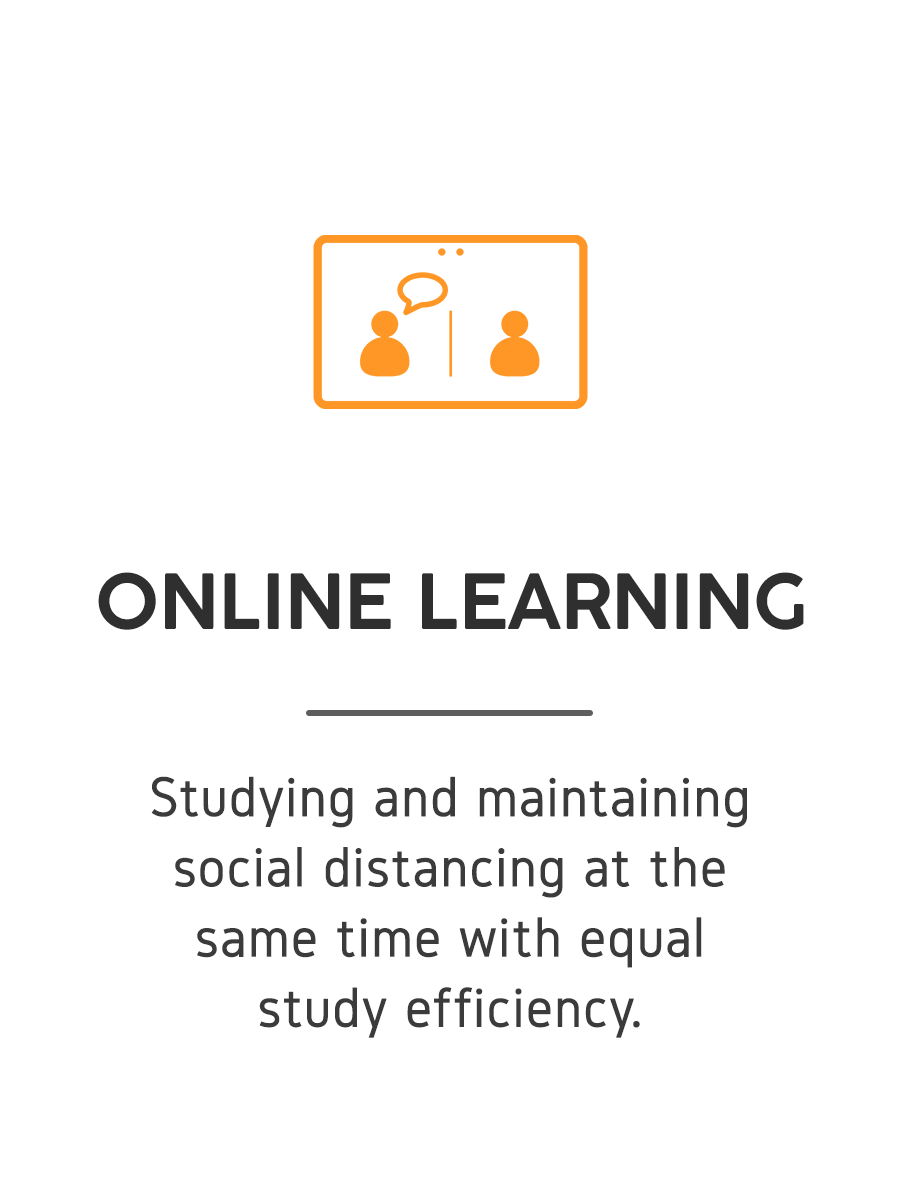 ONLINE LEARNING
Studying and maintaining
social distancing at the
same time with equal
study efficiency.